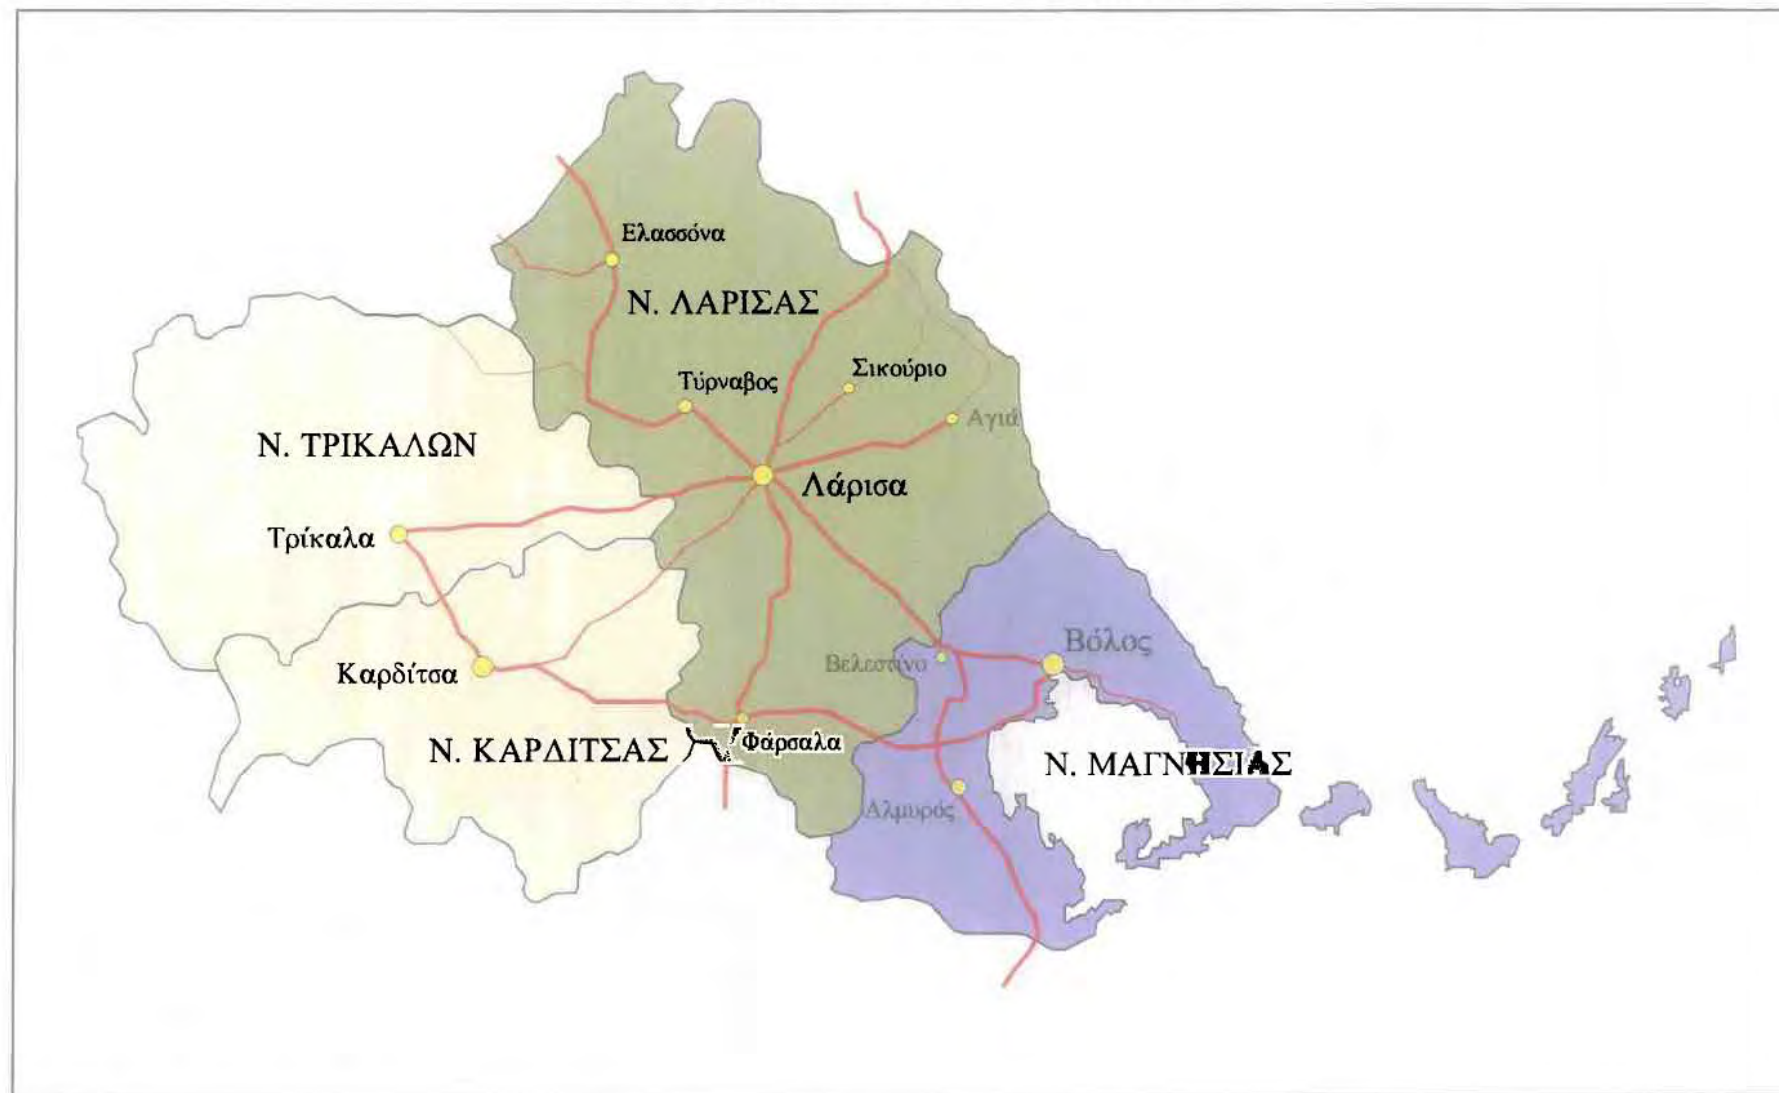 Ελασσόνα
Ν. ΛΑΡΙΣΑΣ
Σικούριο
Τύρναβος
Αγιά
Ν. ΤΡΙΚΑΛΩΝ
Λάρισα
Τρίκαλα
Βόλος
Βελεστίνο
Καρδίτσα
Φάρσαλα
Ν. ΚΑΡΔΙΤΣΑΣ
Ν. ΜΑΓΝΗΣΙΑΣ
Αλμυρός